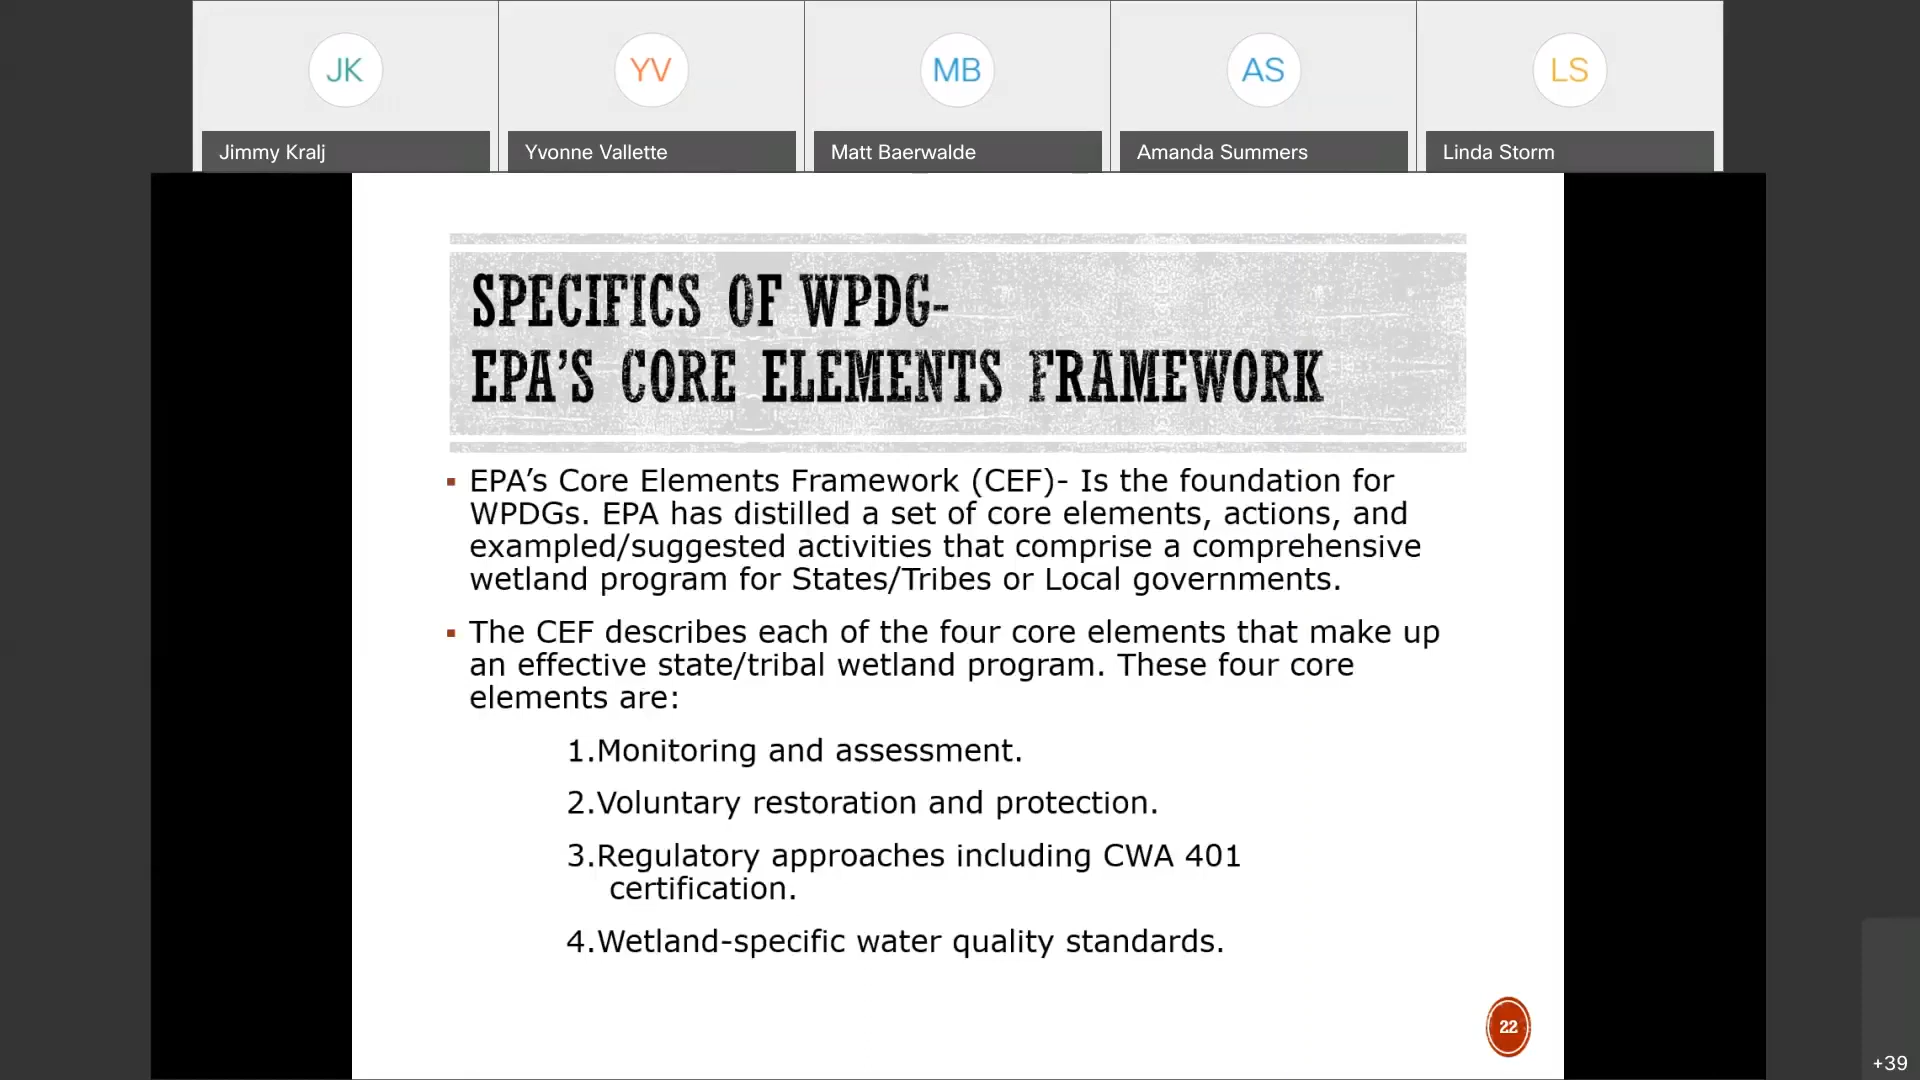 JK
YV
MB
AS
LS
Jimmy Kralj
Yvonne Vallette
Matt Baerwalde
Amanda Summers
Linda Storm
SPECIFICS OF WPDG-
EPA’S CORE ELEMENTS FRAMEWORK
▪ EPA’s Core Elements Framework (CEF)- Is the foundation for
WPDGs. EPA has distilled a set of core elements, actions, and
exampled/suggested activities that comprise a comprehensive
wetland program for States/Tribes or Local governments.
▪ The CEF describes each of the four core elements that make up
an effective state/tribal wetland program. These four core
elements are:
1.Monitoring and assessment.
2.Voluntary restoration and protection.
3.Regulatory approaches including CWA 401
certification.
4.Wetland-specific water quality standards.
22
+39